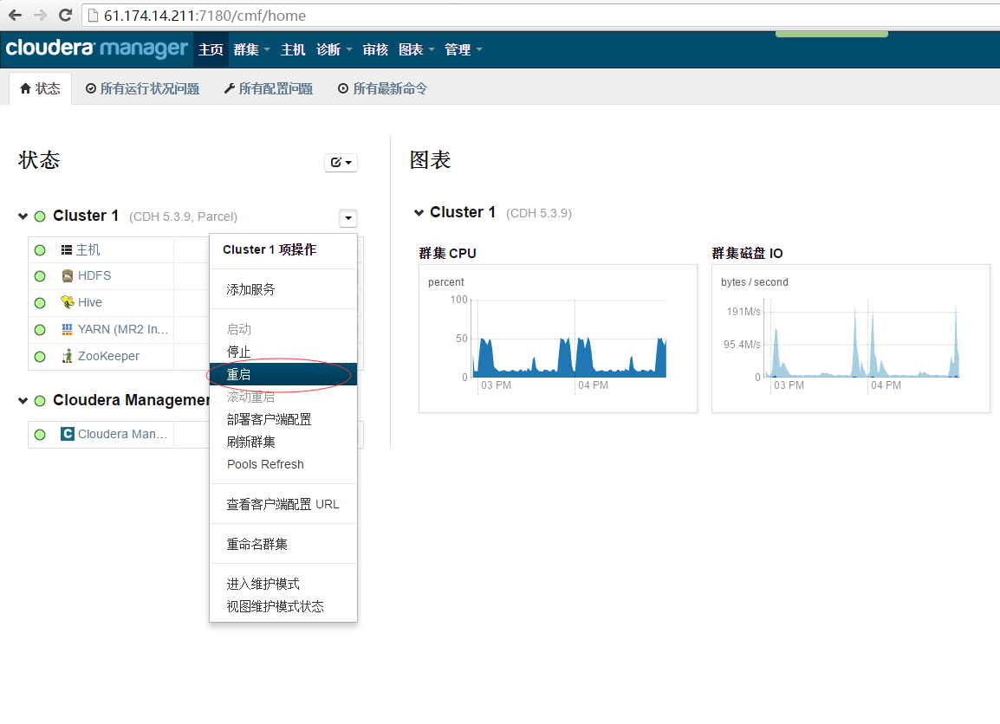 61.174.14.211:7180/cmf/home
cloudera manager 主页 群集 主机 诊断 审核 图表 管理
状态 所有运行状况问题 所有配置问题 所有最新命令
状态
Cluster 1 (CDH 5.3.9, Parcel)
主机
HDFS
Hive
YARN (MR2 In...
ZooKeeper
Cloudera Managemen
C Cloudera Man...
Cluster 1 项操作
添加服务
启动
停止
重启
滚动重启
部署客户端配置
刷新群集
Pools Refresh
查看客户端配置 URL
重命名群集
进入维护模式
视图维护模式状态
图表
Cluster 1 (CDH 5.3.9)
群集 CPU
percent
100
50
0
03 PM 04 PM
群集磁盘 IO
bytes / second
191M/s
95.4M/s
0
03 PM 04 PM